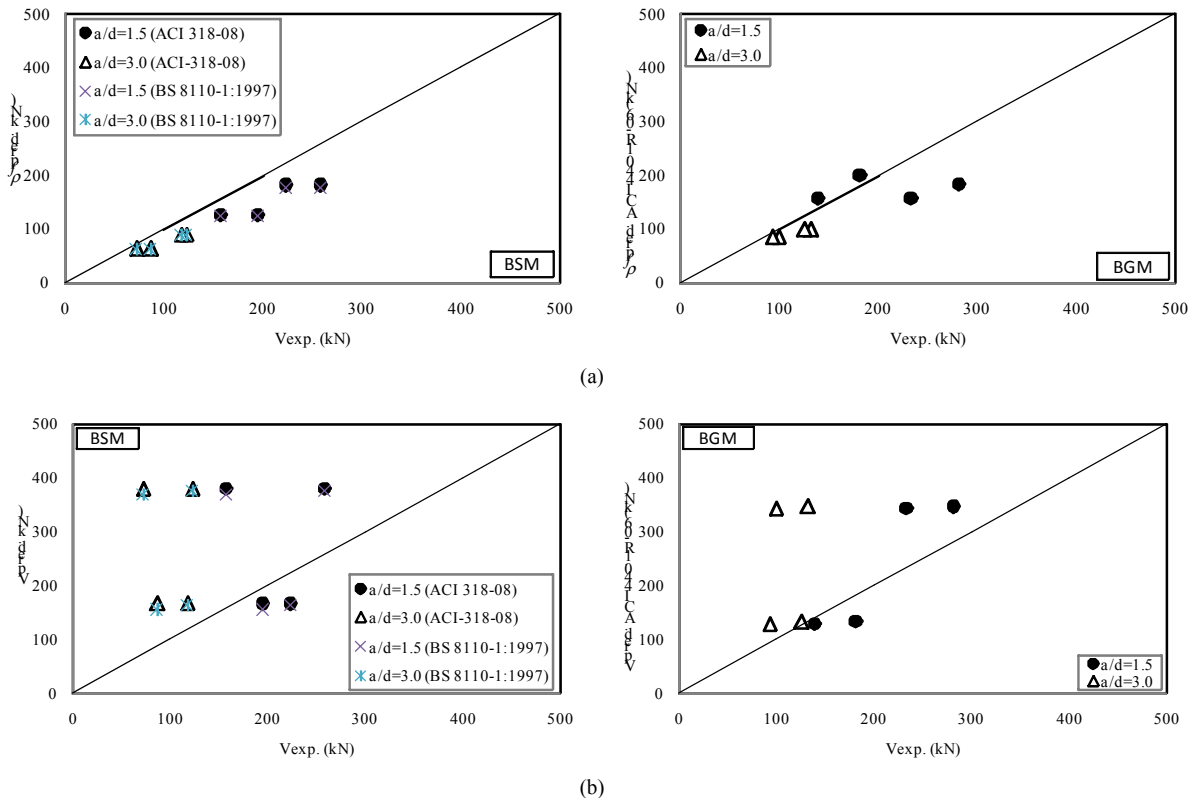 500
400
300
200
100
0
0 100 200 300 400 500
Vexp. (kN)
a/d=1.5 (ACI 318-08)
a/d=3.0 (ACI-318-08)
a/d=1.5 (BS 8110-1:1997)
a/d=3.0 (BS 8110-1:1997)
BSM
500
400
300
200
100
0
0 100 200 300 400 500
Vexp. (kN)
a/d=1.5
a/d=3.0
BGM
(a)
500
400
300
200
100
0
0 100 200 300 400 500
Vexp. (kN)
BSM
a/d=1.5 (ACI 318-08)
a/d=3.0 (ACI-318-08)
a/d=1.5 (BS 8110-1:1997)
a/d=3.0 (BS 8110-1:1997)
500
400
300
200
100
0
0 100 200 300 400 500
Vexp. (kN)
BGM
a/d=1.5
a/d=3.0
(b)